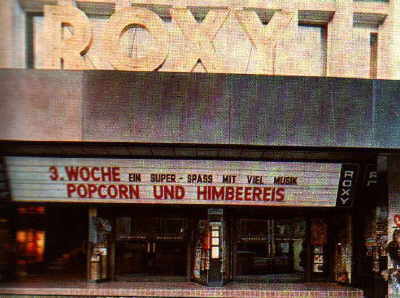 ROXY
3. WOCHE EIN SUPER-SPASS MIT VIEL MUSIK
POPCORN UND HIMBEEREIS
ROXY